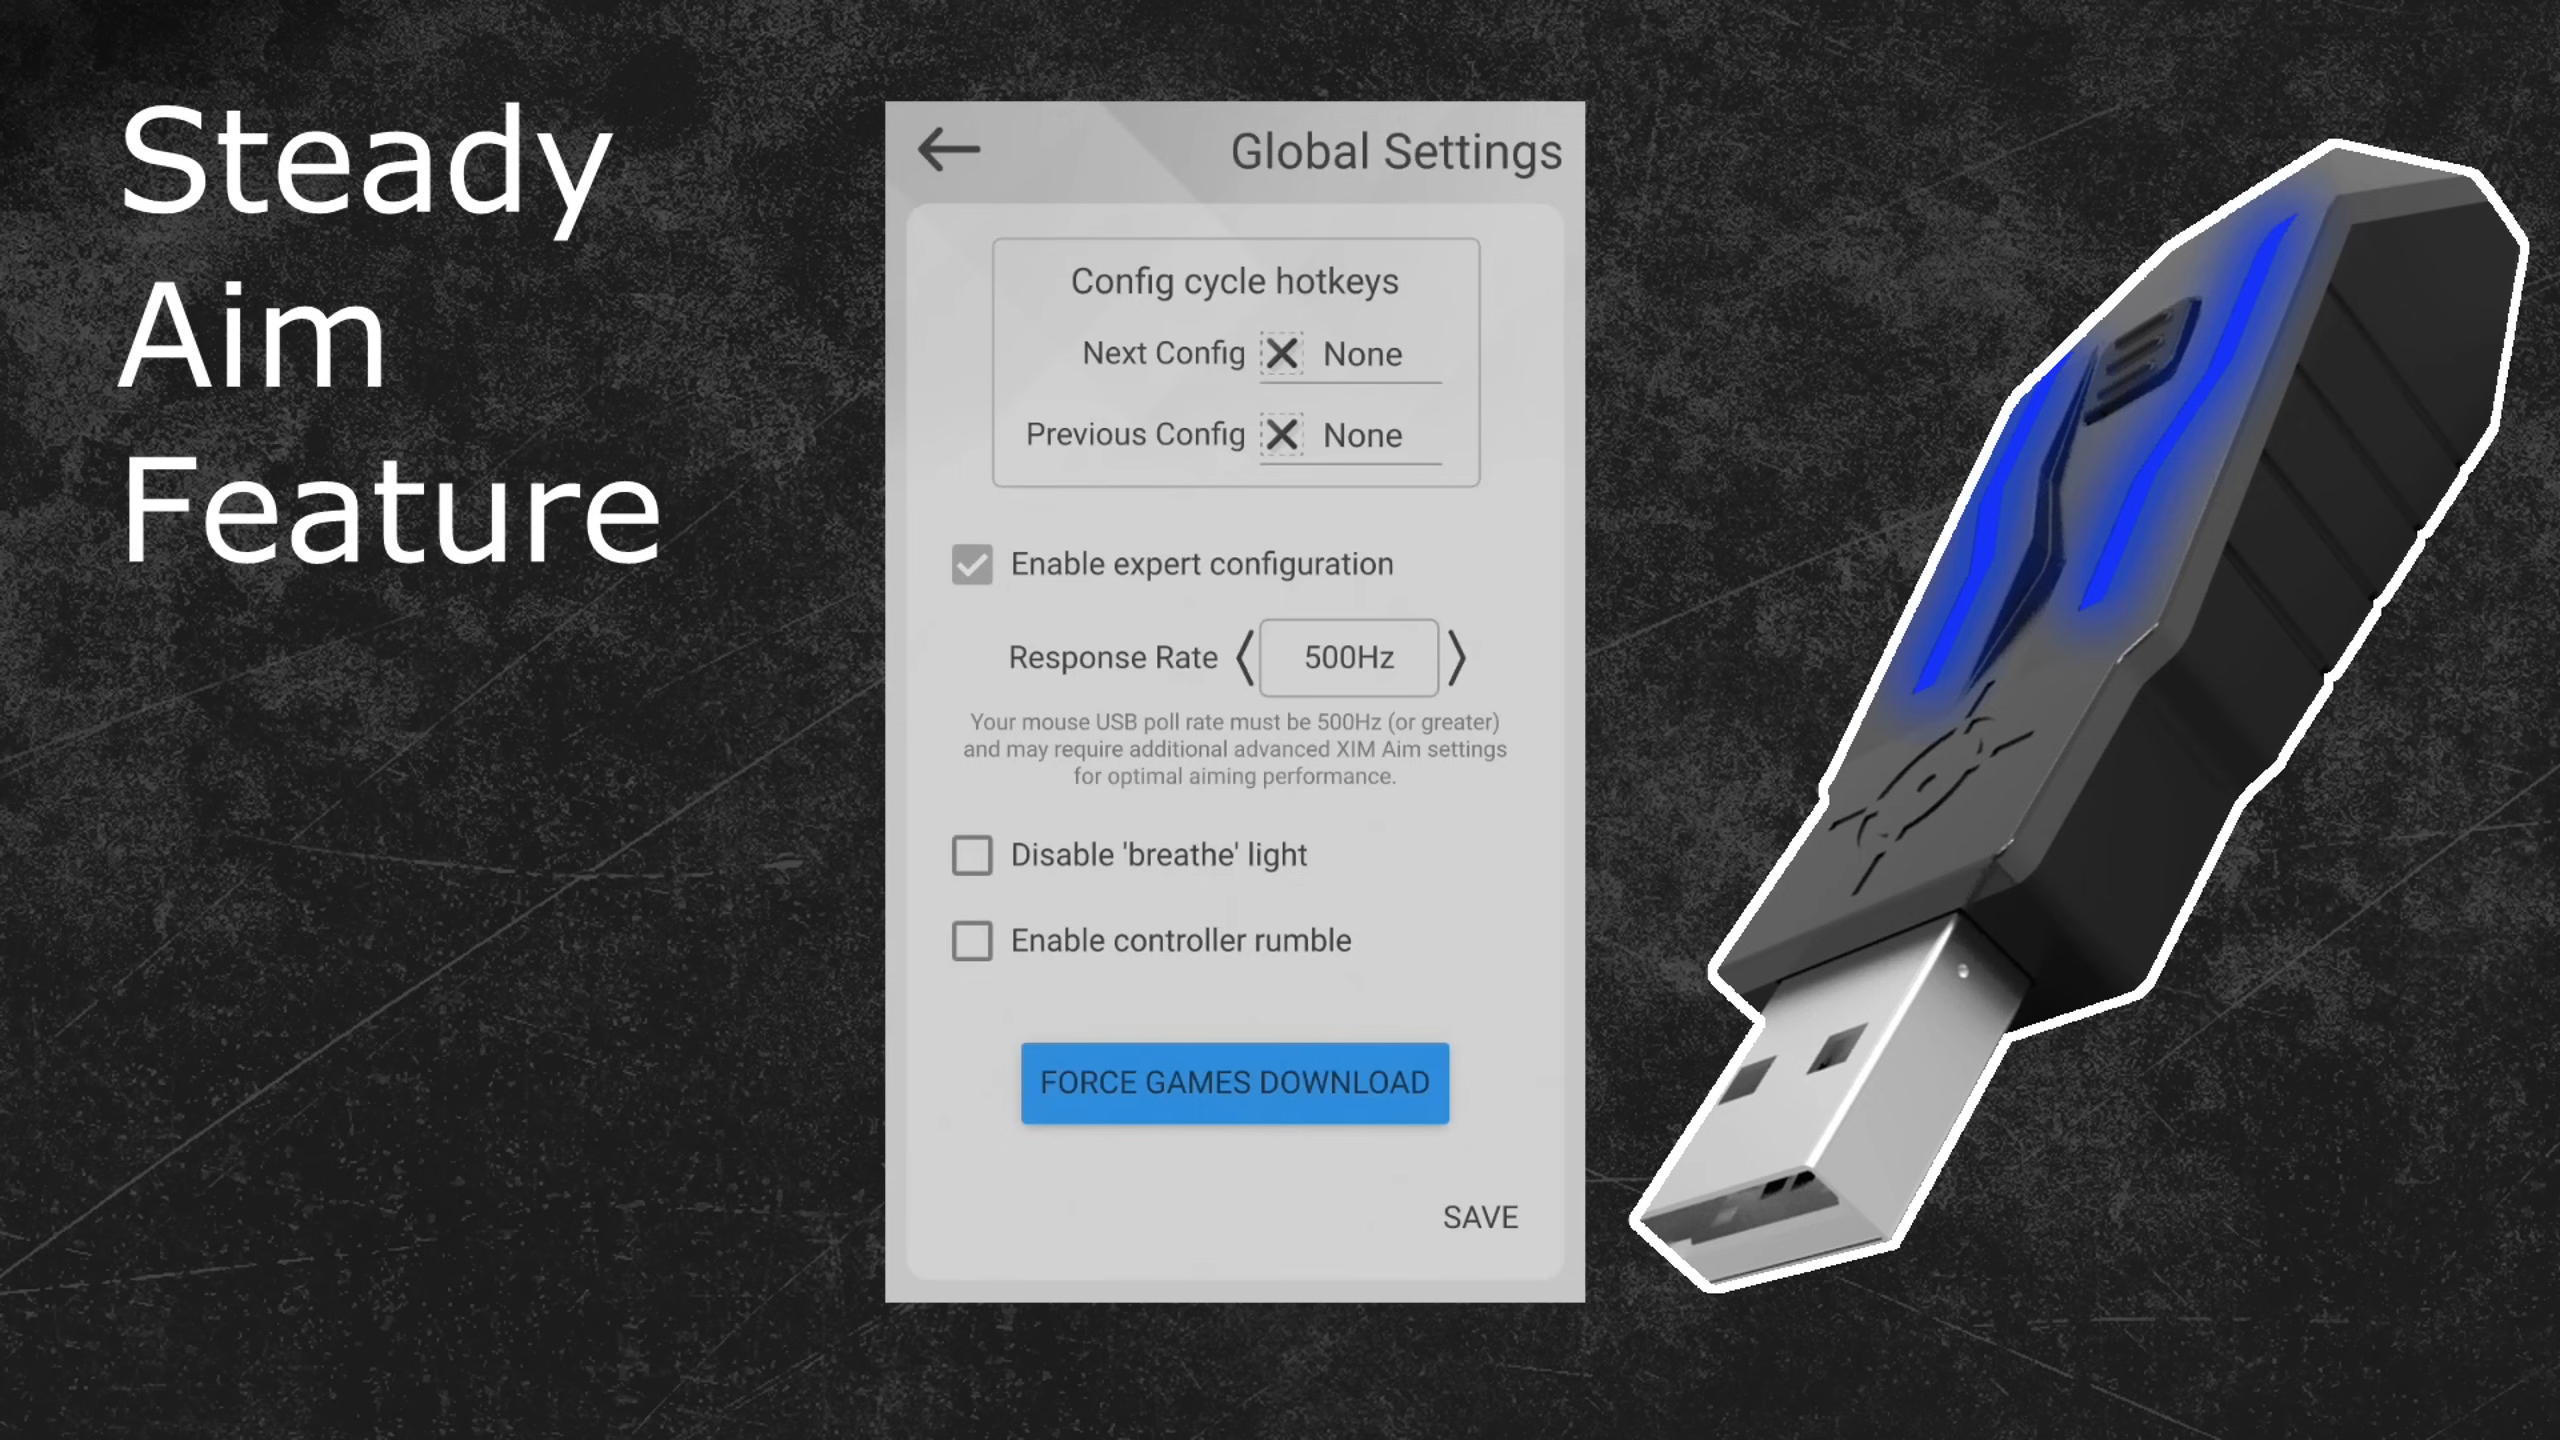 Steady
Aim
Feature
Global Settings
Config cycle hotkeys
Next Config None
Previous Config None
Enable expert configuration
Response Rate 500Hz
Your mouse USB poll rate must be 500Hz (or greater)
and may require additional advanced XIM Aim settings
for optimal aiming performance.
Disable 'breathe' light
Enable controller rumble
FORCE GAMES DOWNLOAD
SAVE